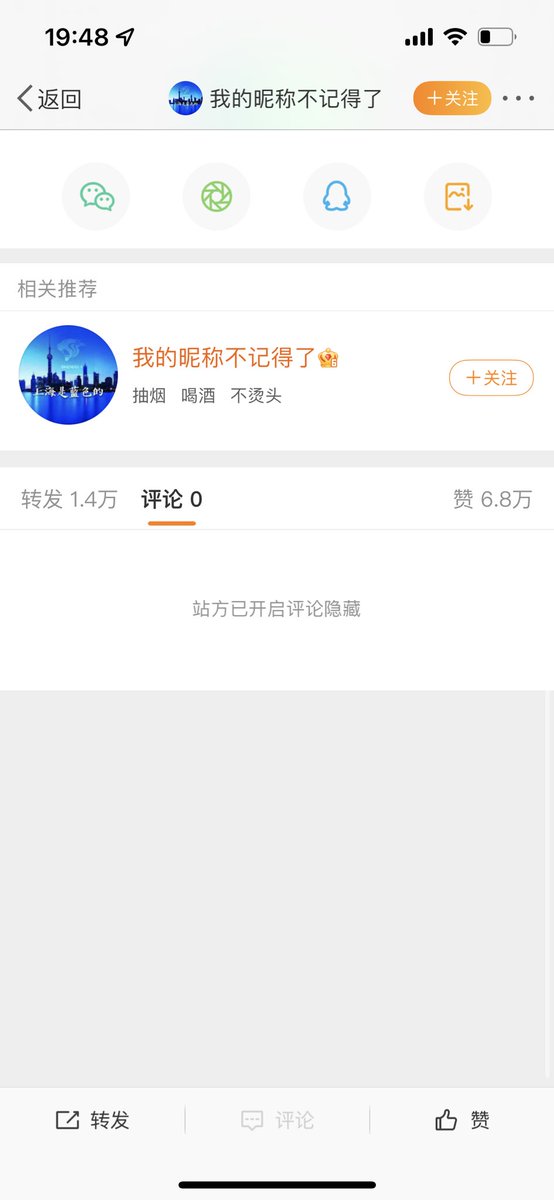 19:48
返回
我的昵称不记得了
+关注
相关推荐
我的昵称不记得了
抽烟 喝酒 不烫头
+关注
上海是蓝色的
转发 1.4万 评论 0 赞 6.8万
站方已开启评论隐藏
转发 评论 赞